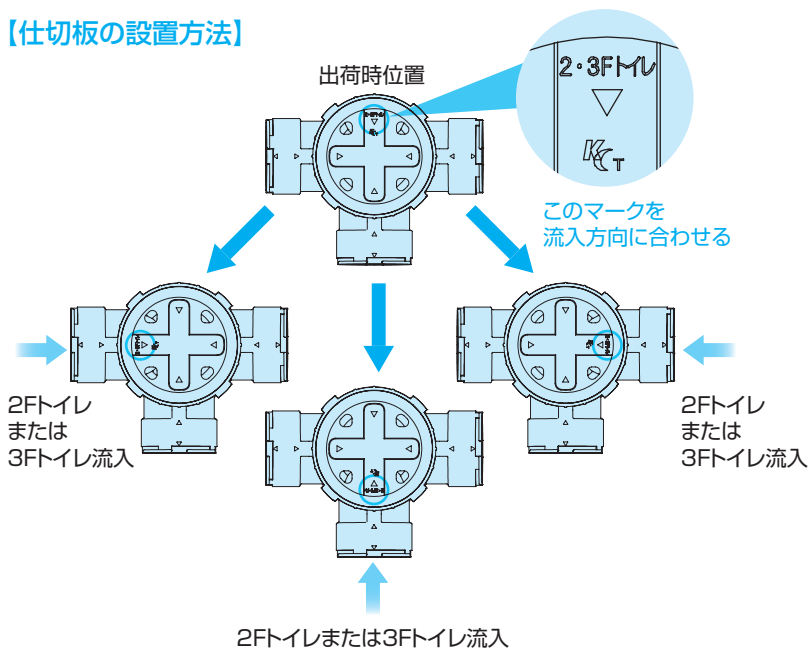 【仕切板の設置方法】
出荷時位置
2・3Fトイレ
KCT
このマークを
流入方向に合わせる
2Fトイレ
または
3Fトイレ流入
2Fトイレ
または
3Fトイレ流入
2Fトイレまたは3Fトイレ流入